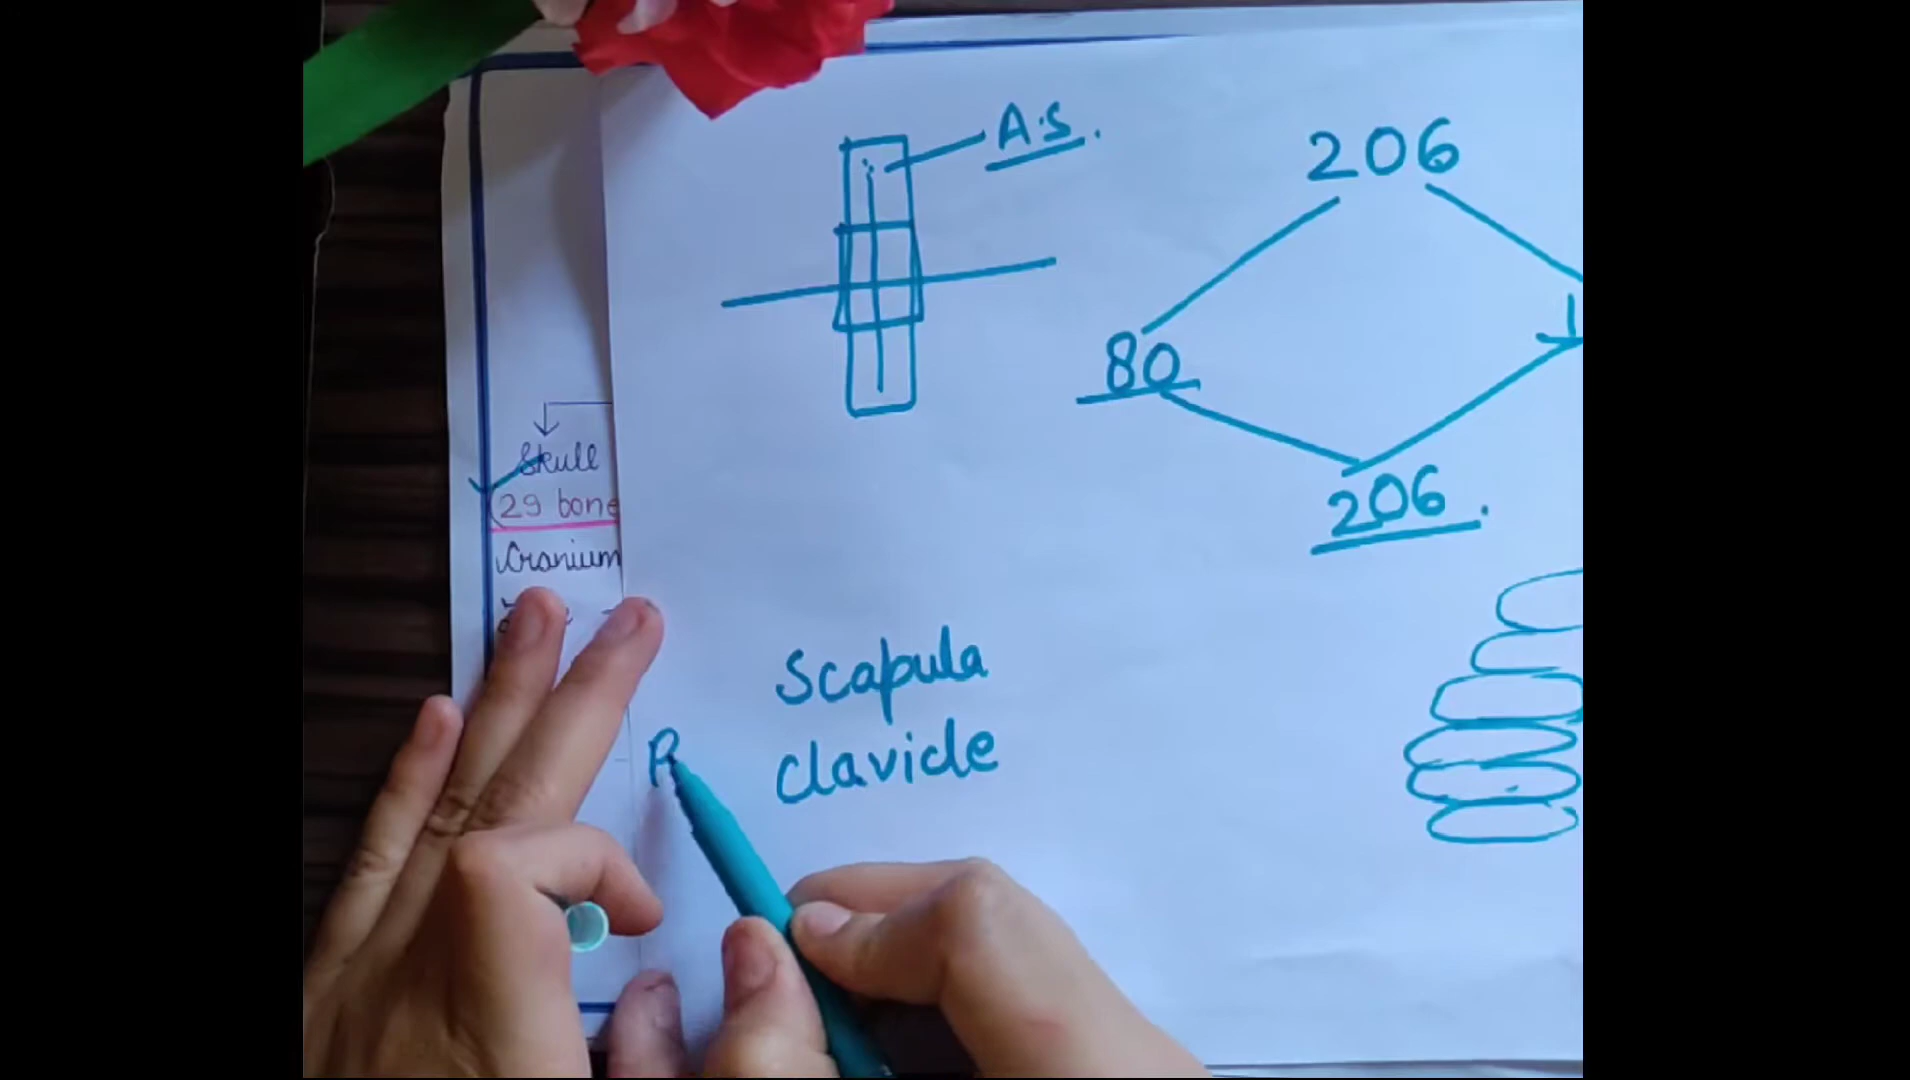 A.S.
206
80
206.
Skull
29 bone
Cranium
Scapula
Clavicle
P